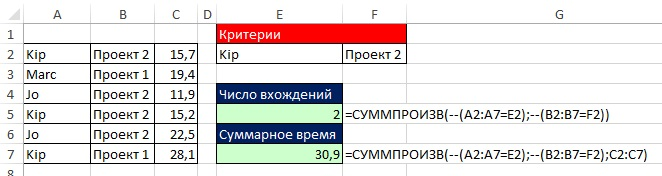 A B C D E F G
1 Критерии
2 Kip Проект 2 15,7 Kip Проект 2
3 Marc Проект 1 19,4
4 Jo Проект 2 11,9 Число вхождений
5 Kip Проект 2 15,2 2 =СУММПРОИЗВ(--(A2:A7=E2);--(B2:B7=F2))
6 Jo Проект 2 22,5 Суммарное время
7 Kip Проект 1 28,1 30,9 =СУММПРОИЗВ(--(A2:A7=E2);--(B2:B7=F2);C2:C7)